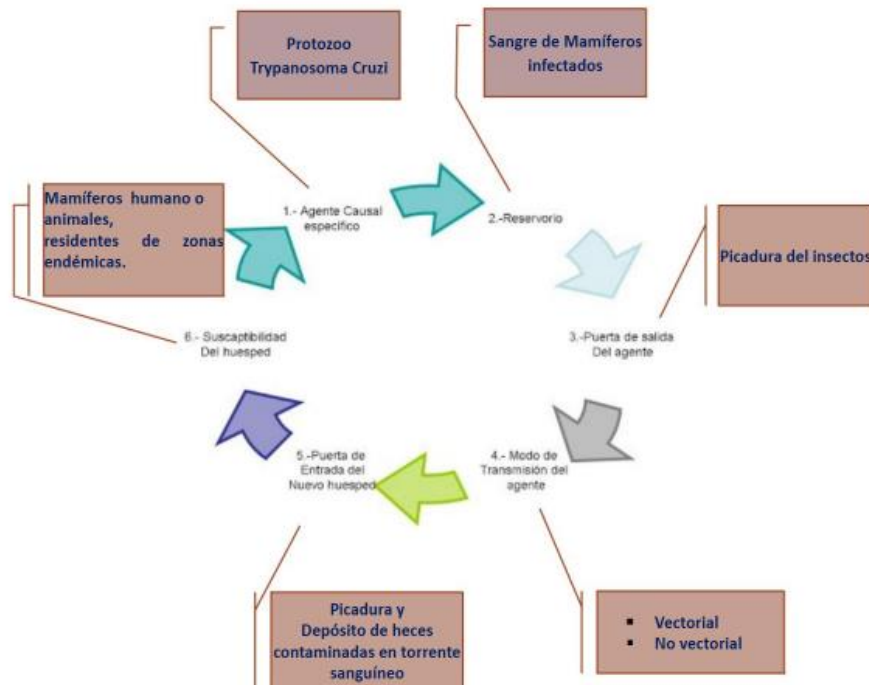 Protozoo
Trypanosoma Cruzi
Sangre de Mamíferos
infectados
Mamíferos humano o
animales,
residentes de zonas
endémicas.
1.- Agente Causal
específico
2.-Reservorio
Picadura del insectos
3.-Puerta de salida
Del agente
6.- Suscaptibilidad
Del huesped
5.-Puerta de
Entrada del
Nuevo huesped
4.- Modo de
Transmisión del
agente
Picadura y
Depósito de heces
contaminadas en torrente
sanguíneo
▪ Vectorial
▪ No vectorial